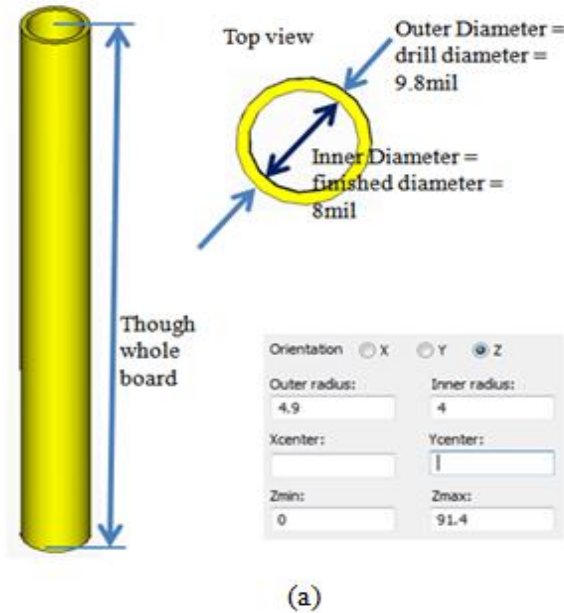 Top view
Outer Diameter =
drill diameter =
9.8mil
Inner Diameter =
finished diameter =
8mil
Though
whole
board
Orientation X Y Z
Outer radius: Inner radius:
4.9 4
Xcenter: Ycenter:
Zmin: Zmax:
0 91.4
(a)